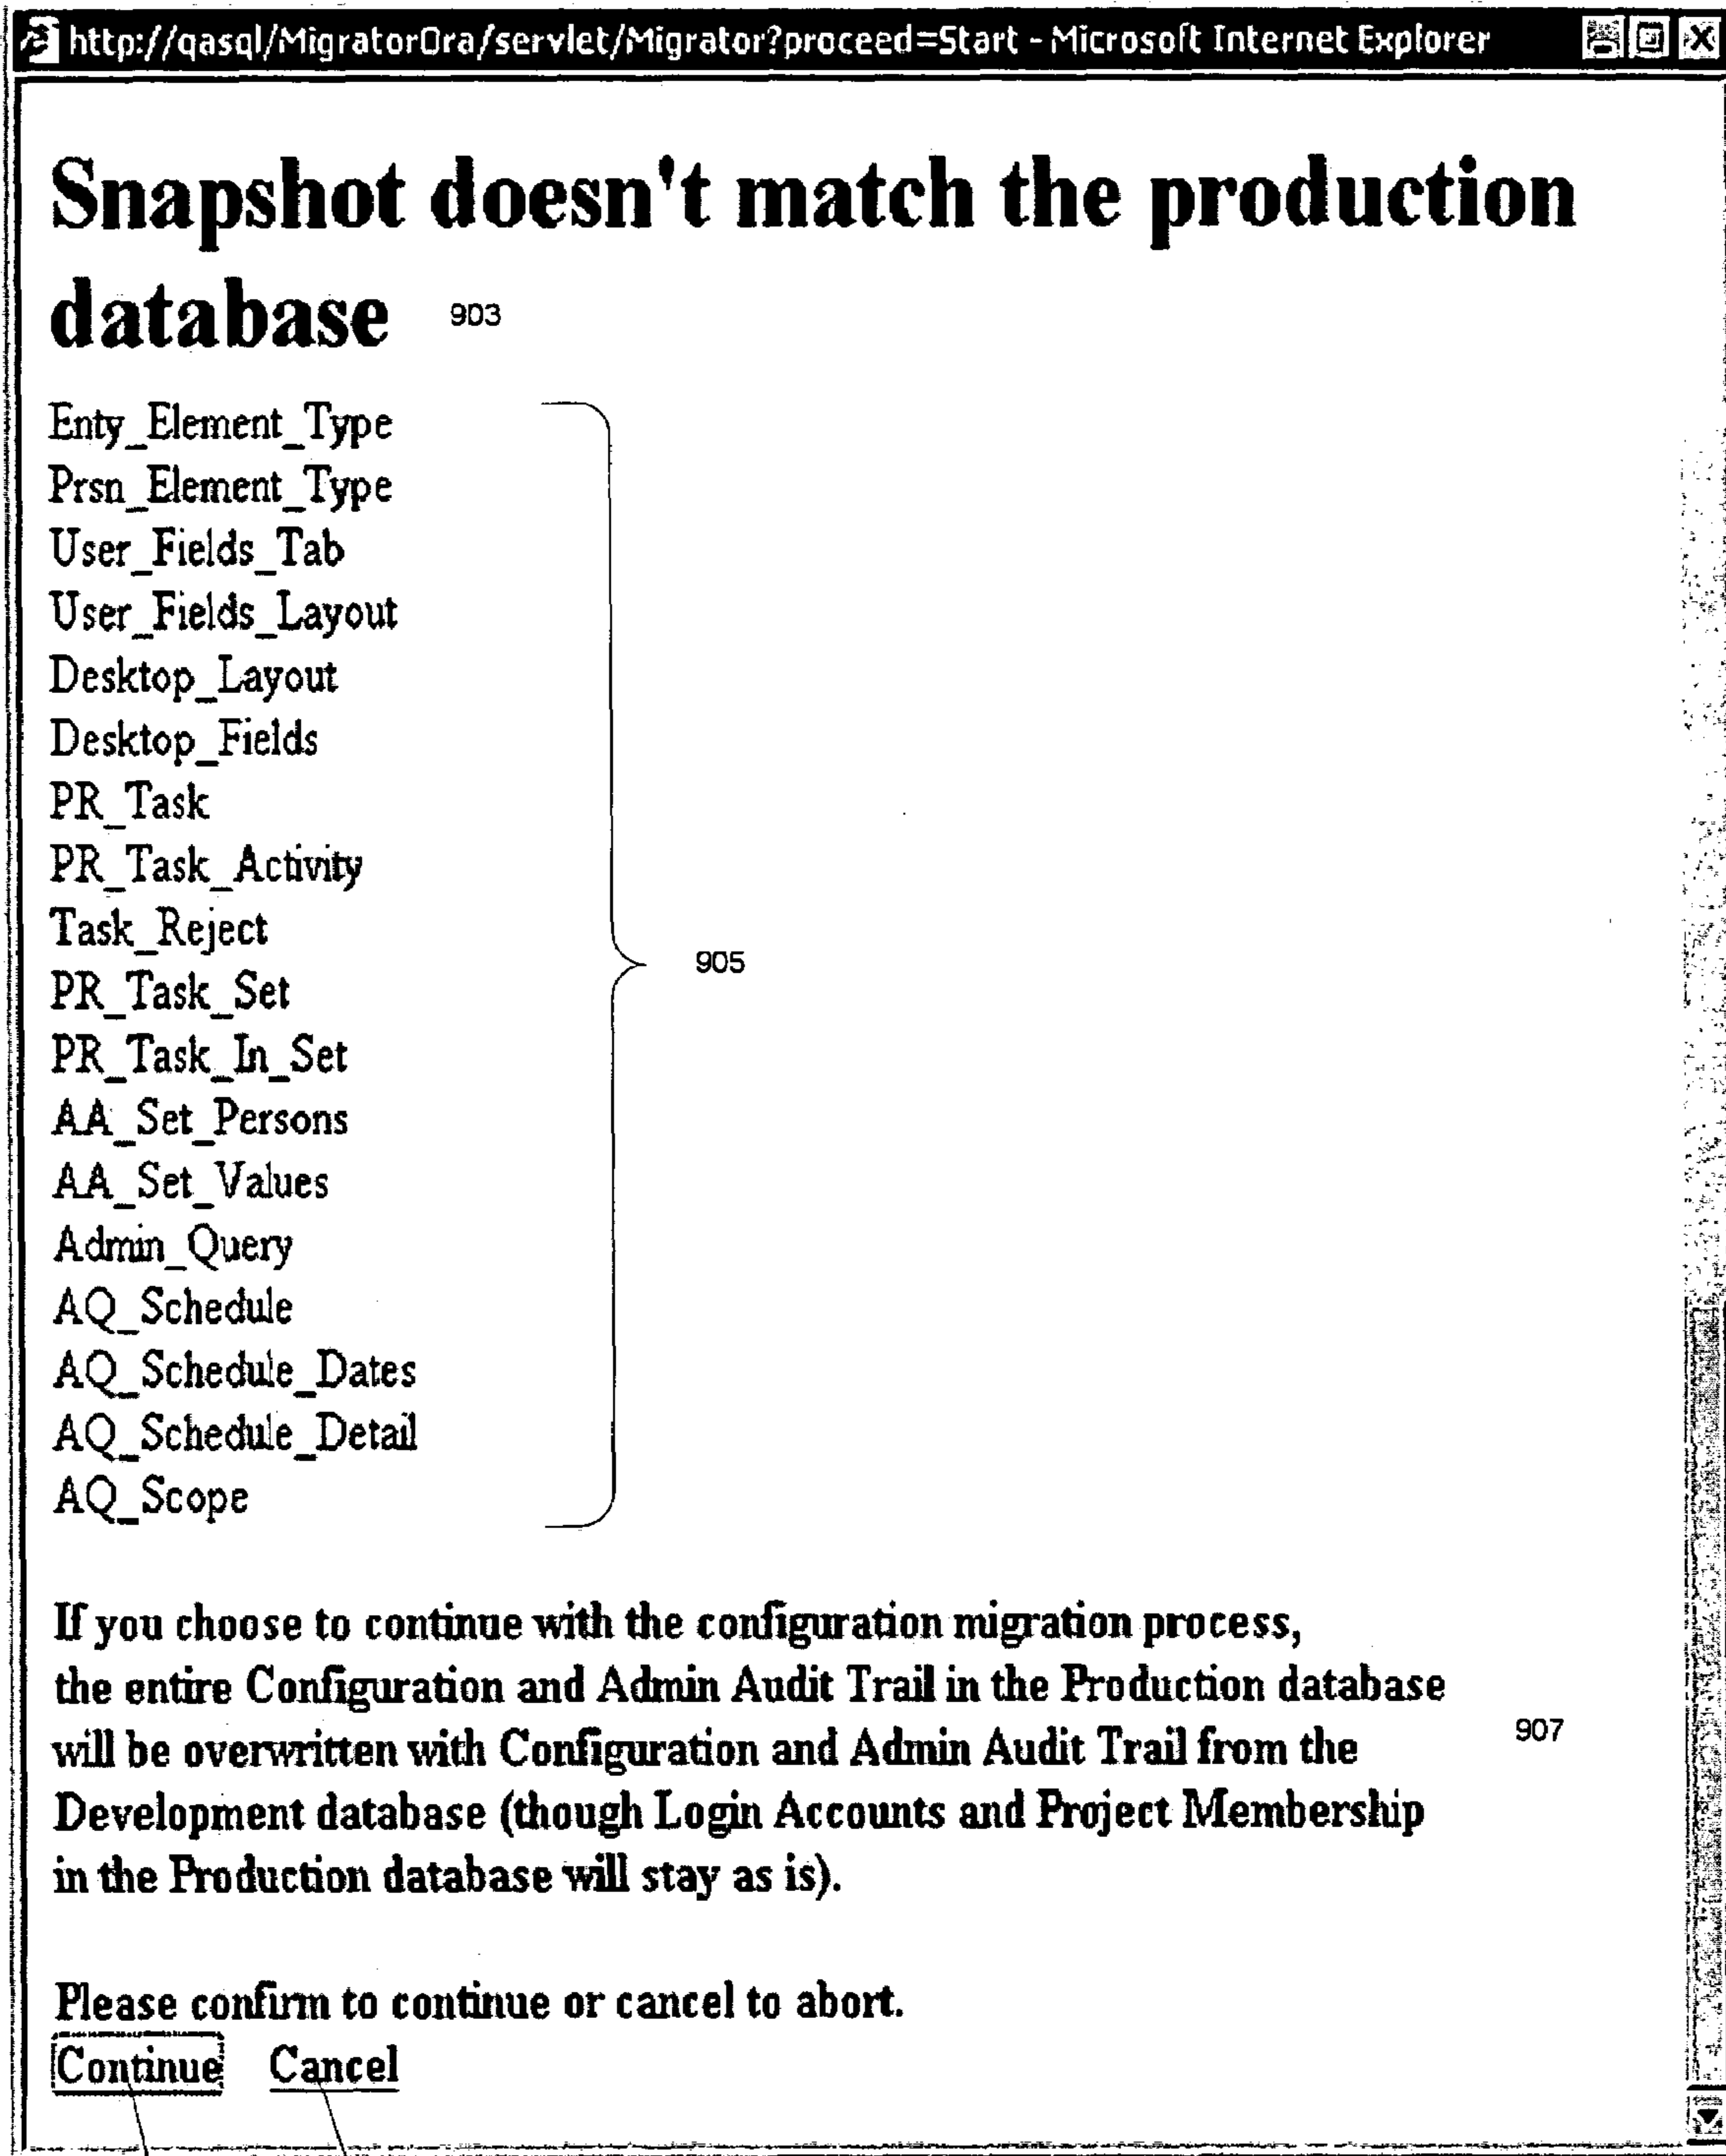 http://qasql/MigratorOra/servlet/Migrator?proceed=Start - Microsoft Internet Explorer
Snapshot doesn't match the production
database 903
Enty_Element_Type
Prsn_Element_Type
User_Fields_Tab
User_Fields_Layout
Desktop_Layout
Desktop_Fields
PR_Task
PR_Task_Activity
Task_Reject
905
PR_Task_Set
PR_Task_In_Set
AA_Set_Persons
AA_Set_Values
Admin_Query
AQ_Schedule
AQ_Schedule_Dates
AQ_Schedule_Detail
AQ_Scope
If you choose to continue with the configuration migration process,
the entire Configuration and Admin Audit Trail in the Production database
will be overwritten with Configuration and Admin Audit Trail from the
907
Development database (though Login Accounts and Project Membership
in the Production database will stay as is).
Please confirm to continue or cancel to abort.
Continue Cancel